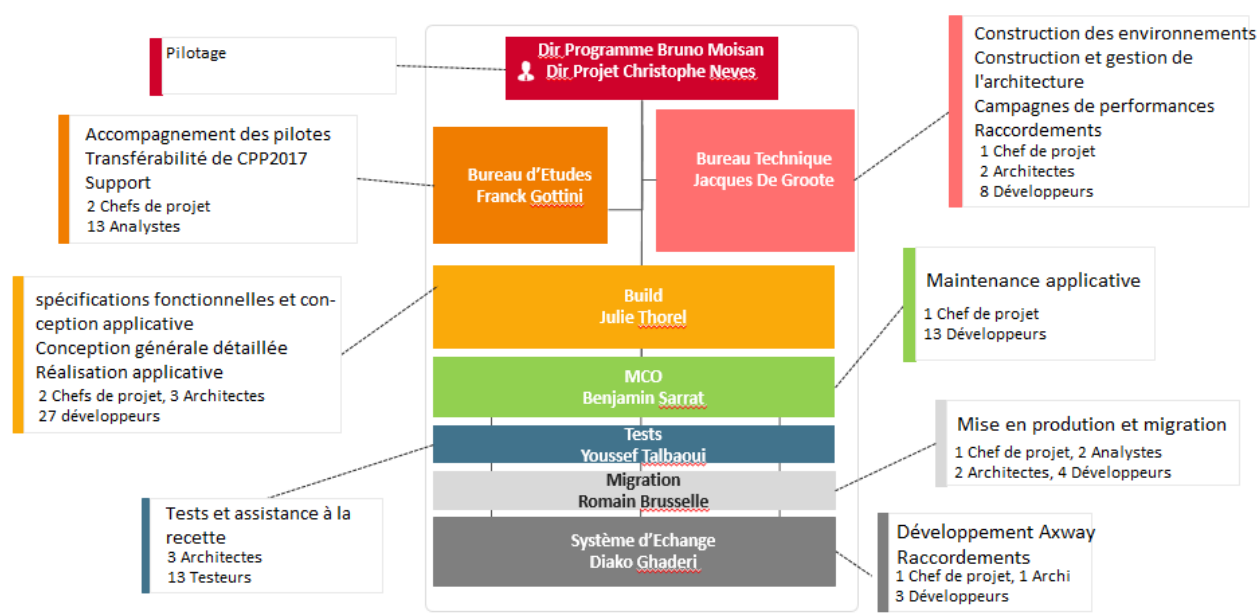 Pilotage
Dir Programme Bruno Moisan
Dir Projet Christophe Neves
Construction des environnements
Construction et gestion de
l'architecture
Campagnes de performances
Raccordements
1 Chef de projet
2 Architectes
8 Développeurs
Accompagnement des pilotes
Transférabilité de CPP2017
Support
2 Chefs de projet
13 Analystes
Bureau d'Etudes
Franck Gottini
Bureau Technique
Jacques De Groote
spécifications fonctionnelles et con-
ception applicative
Conception générale détaillée
Réalisation applicative
2 Chefs de projet, 3 Architectes
27 développeurs
Build
Julie Thorel
Maintenance applicative
1 Chef de projet
13 Développeurs
MCO
Benjamin Sarrat
Tests
Youssef Talbaoui
Mise en prodution et migration
1 Chef de projet, 2 Analystes
2 Architectes, 4 Développeurs
Migration
Romain Brusselle
Tests et assistance à la
recette
3 Architectes
13 Testeurs
Système d'Echange
Diako Ghaderi
Développement Axway
Raccordements
1 Chef de projet, 1 Archi
3 Développeurs